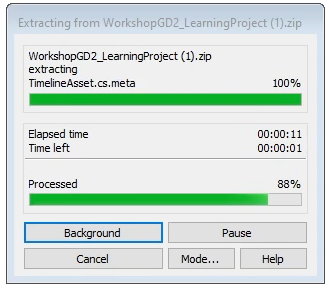 Extracting from WorkshopGD2_LearningProject (1).zip
WorkshopGD2_LearningProject (1).zip
extracting
TimelineAsset.cs.meta 100%
Elapsed time 00:00:11
Time left 00:00:01
Processed 88%
Background Pause
Cancel Mode... Help